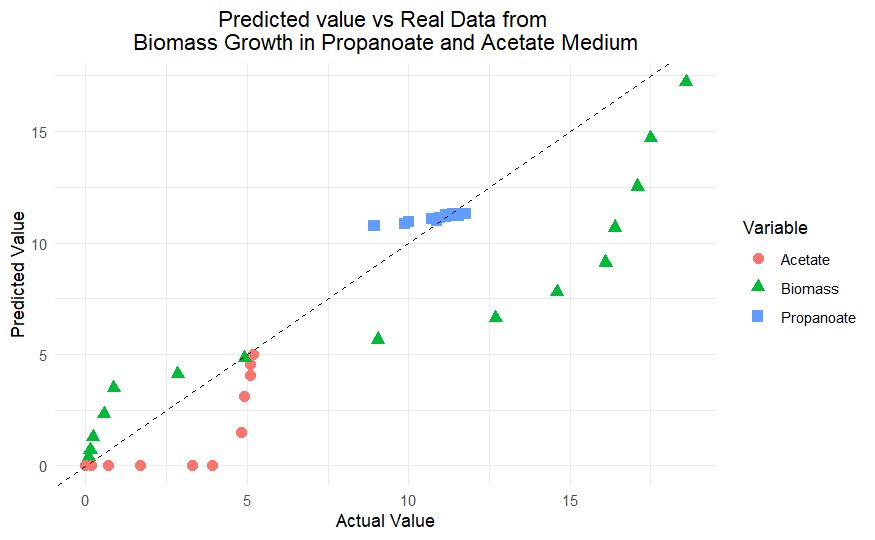 Predicted value vs Real Data from
Biomass Growth in Propanoate and Acetate Medium
Predicted Value
15
10
5
0
0 5 10 15
Actual Value
Variable
Acetate
Biomass
Propanoate